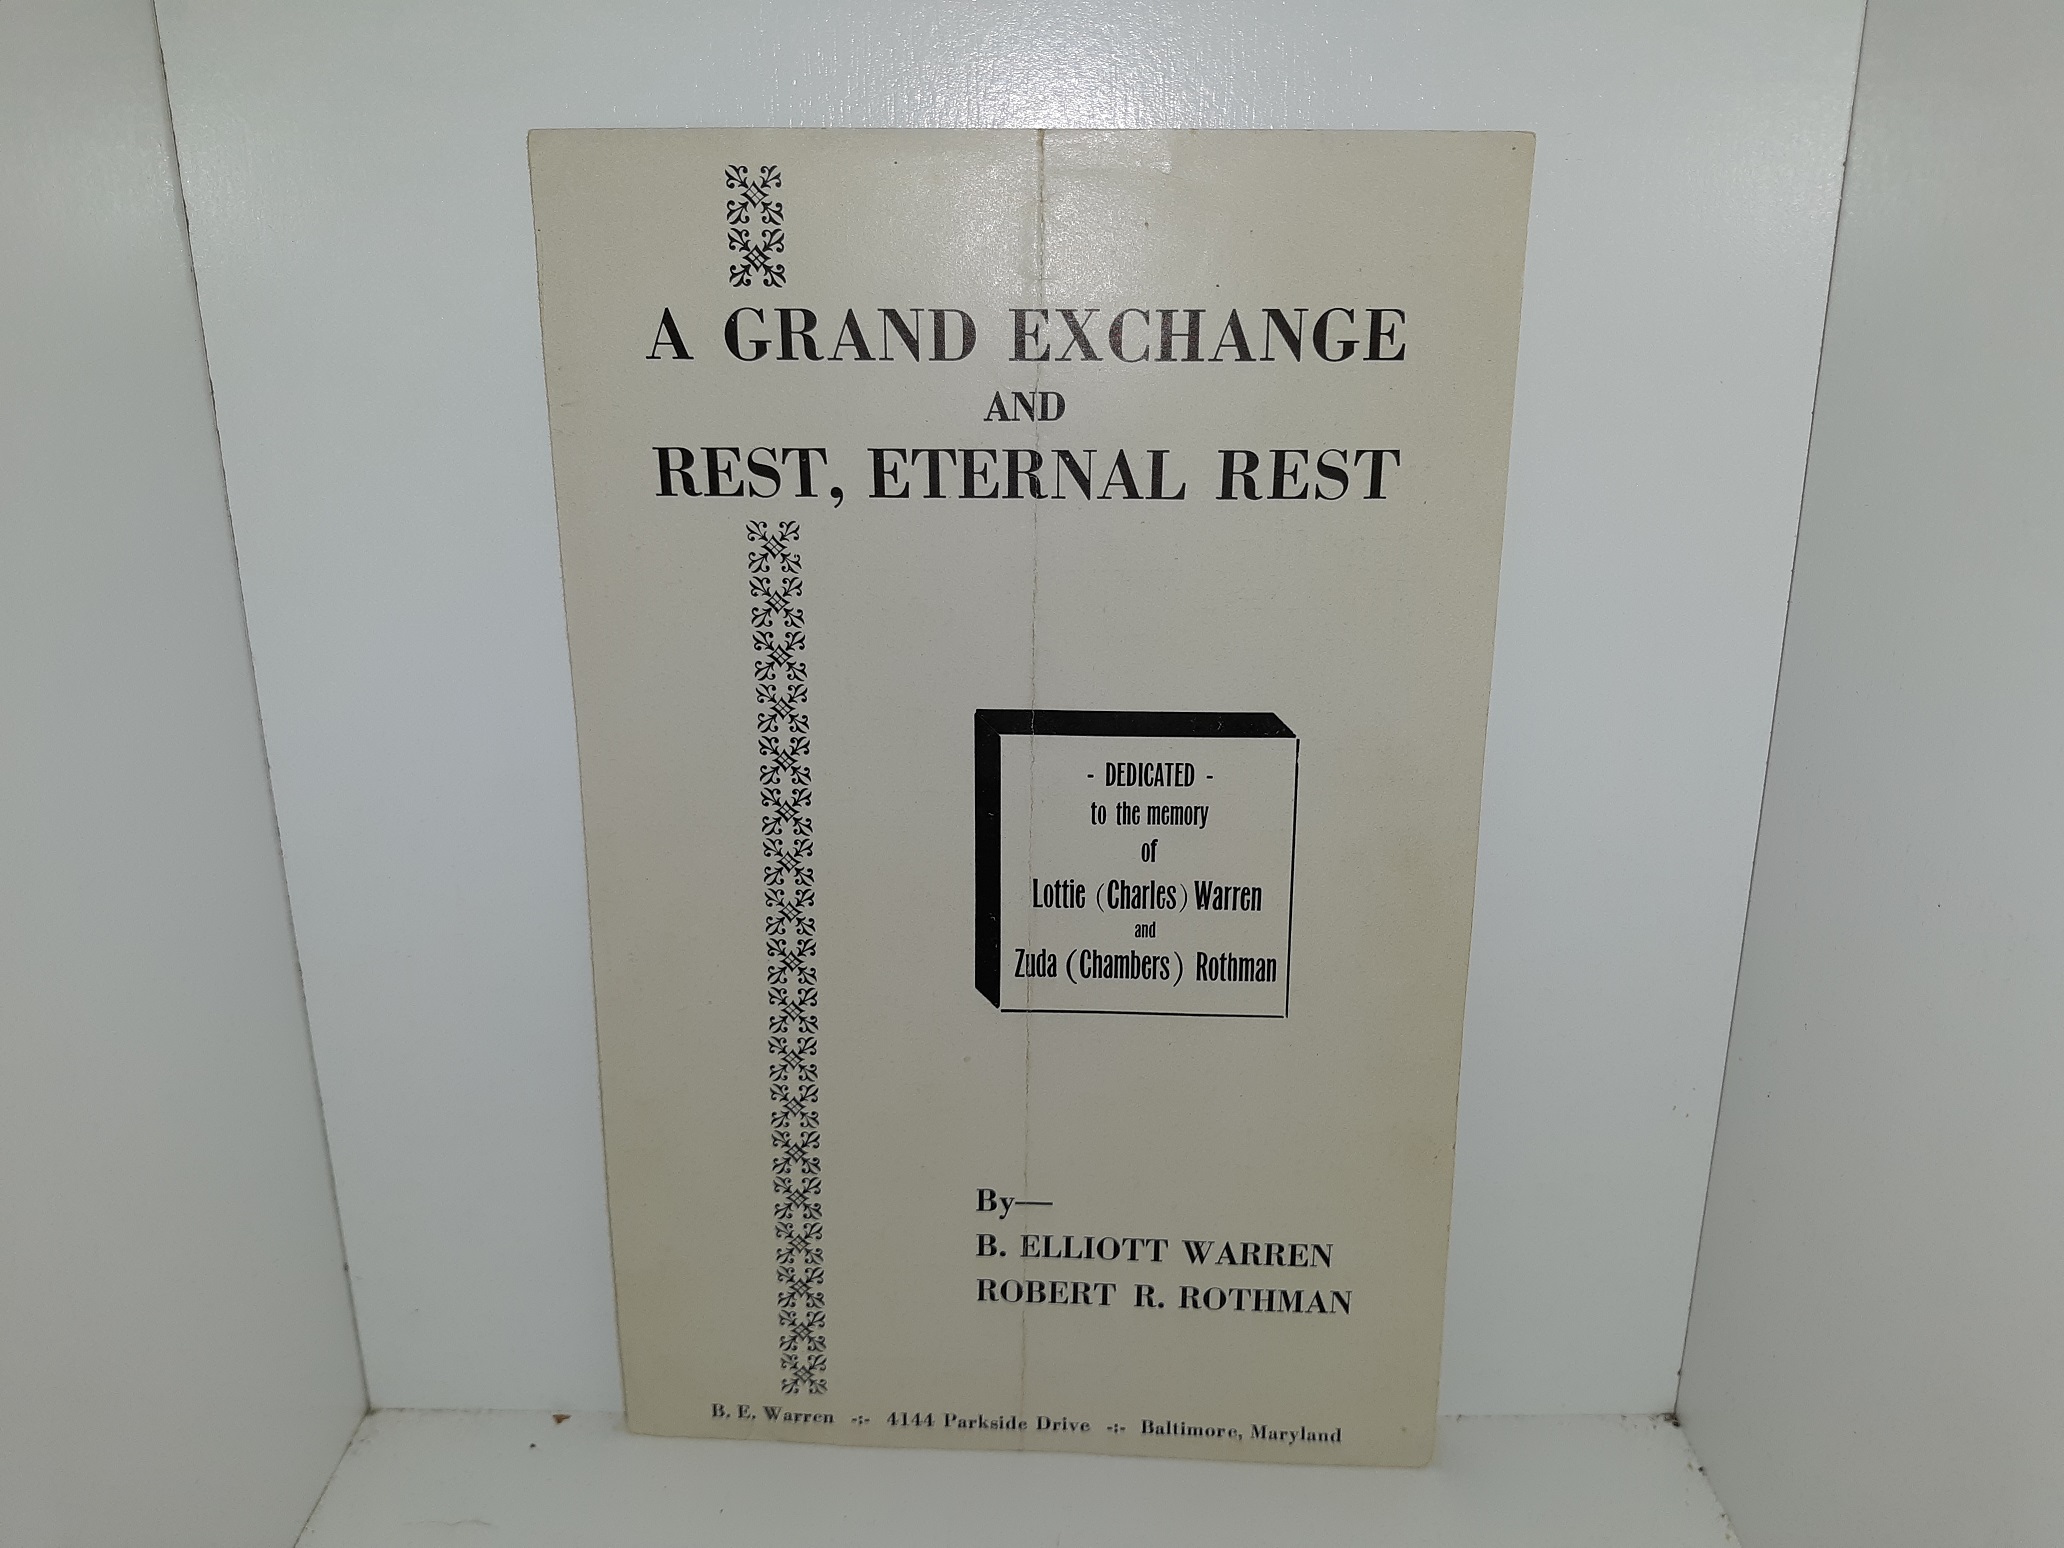 A GRAND EXCHANGE
AND
REST, ETERNAL REST
- DEDICATED -
to the memory
of
Lottie (Charles) Warren
and
Zuda (Chambers) Rothman
By—
B. ELLIOTT WARREN
ROBERT R. ROTHMAN
B. E. Warren -:- 4144 Parkside Drive -:- Baltimore, Maryland